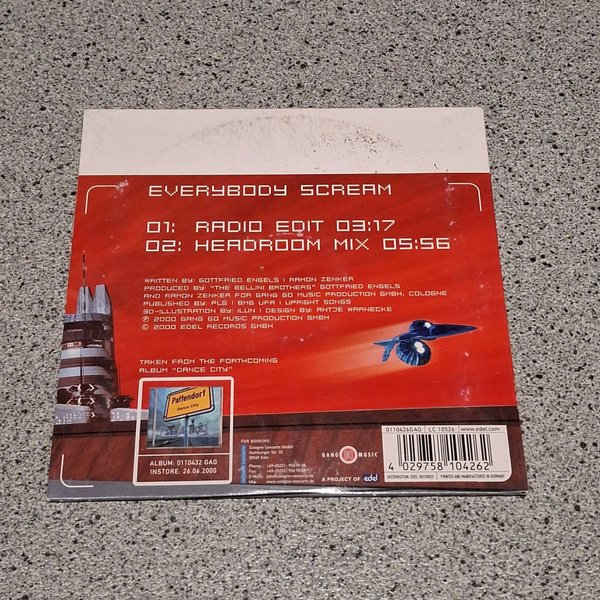 EVERYBODY SCREAM
01: RADIO EDIT 03:17
02: HEADROOM MIX 05:56
WRITTEN BY: GOTTFRIED ENGELS | RAMON ZENKER
PRODUCED BY: "THE BELLINI BROTHERS" GOTTFRIED ENGELS
AND RAMON ZENKER FOR GANG GO MUSIC PRODUCTION GMBH, COLOGNE
PUBLISHED BY: PLS | BMG UFA | UPRIGHT SONGS
3D-ILLUSTRATION BY: | DESIGN BY: ANTJE WARNECKE
℗ 2000 GANG GO MUSIC PRODUCTION GMBH
© 2000 EDEL RECORDS GMBH
TAKEN FROM THE FORTHCOMING
ALBUM "DANCE CITY"
Paffendorf
Dance City
ALBUM: 0110432 GAG
INSTORE: 26.06.2000
FOR BOOKING:
Cologne Concerts GmbH
Hamburger Str. 22
50969 Köln
GANG GO MUSIC
A PROJECT OF edel
0110426GAG LC 10526 www.edel.com
4 029758 104262
DISTRIBUTION: EDEL RECORDS PRINTED AND MANUFACTURED IN GERMANY